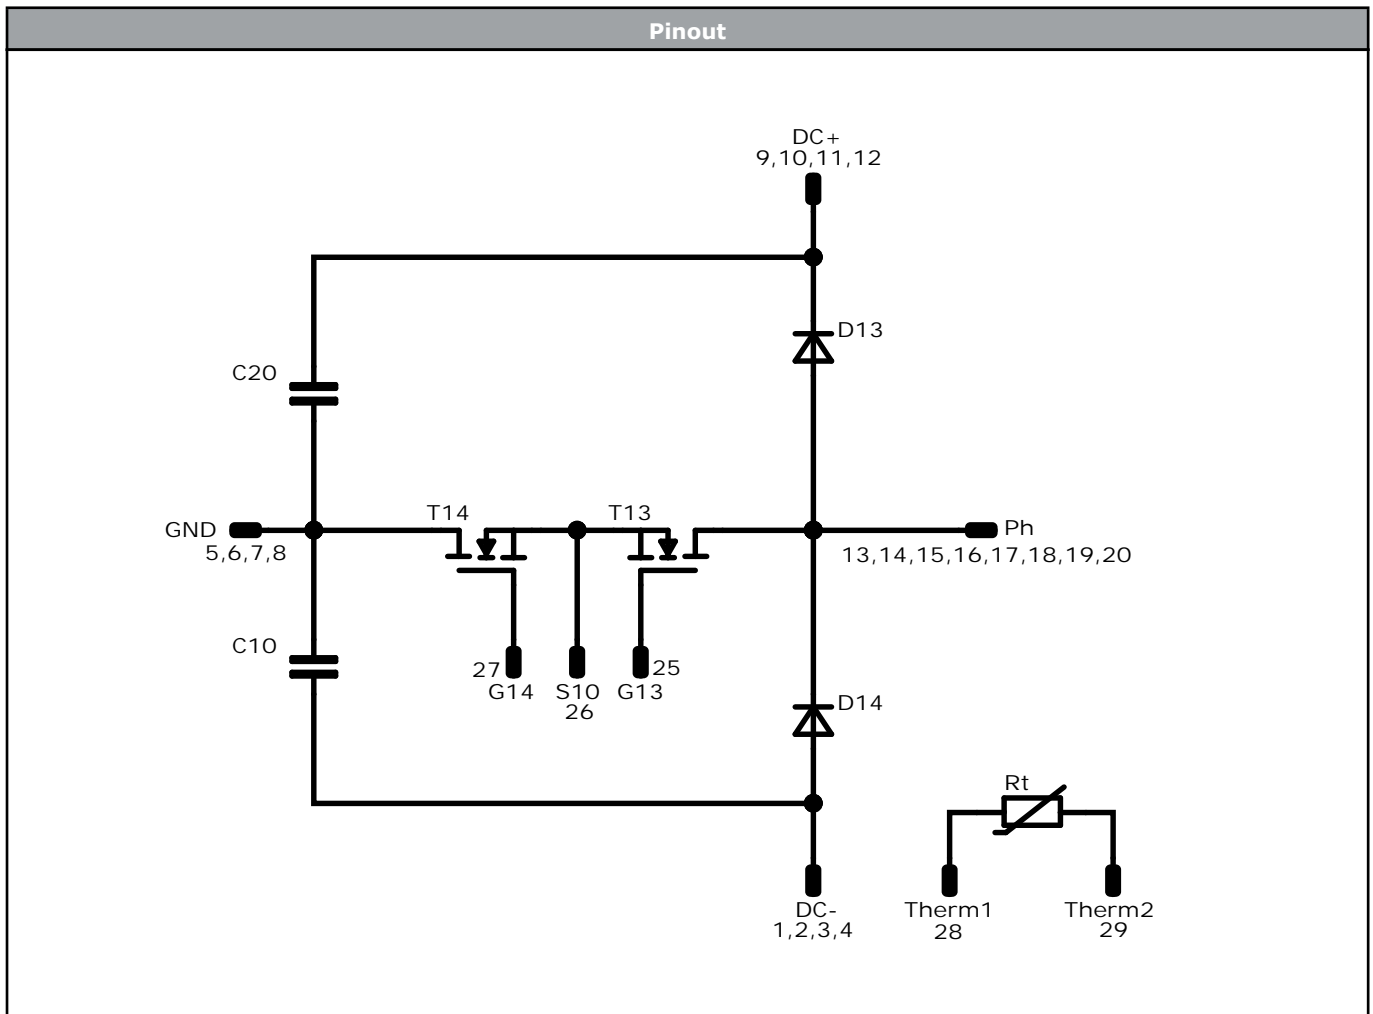 Pinout
DC+
9,10,11,12
D13
C20
T14
T13
GND
5,6,7,8
Ph
13,14,15,16,17,18,19,20
C10
27
G14
S10
26
25
G13
D14
Rt
DC-
1,2,3,4
Therm1
28
Therm2
29